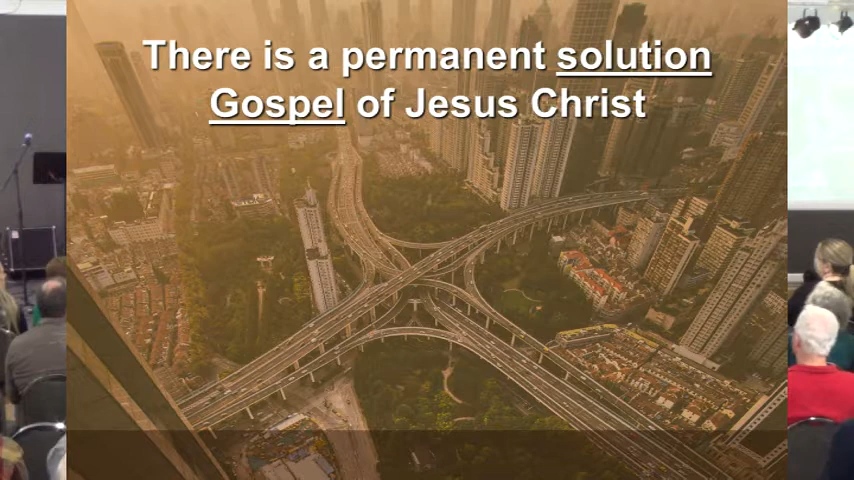 There is a permanent solution
Gospel of Jesus Christ